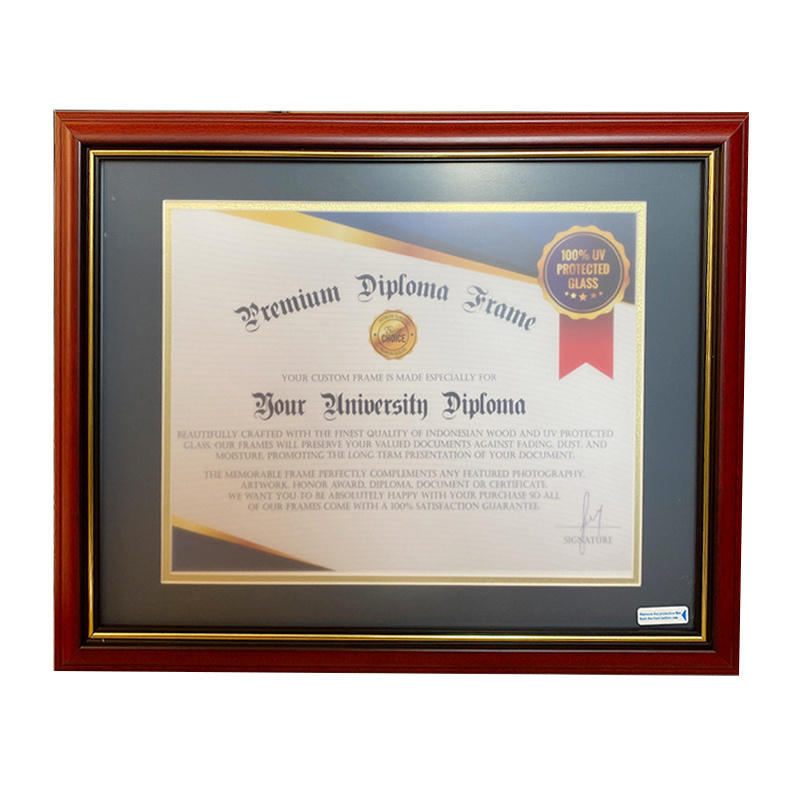 100% UV
PROTECTED
GLASS
Premium Diploma Frame
CHOICE
YOUR CUSTOM FRAME IS MADE ESPECIALLY FOR
Your University Diploma
BEAUTIFULLY CRAFTED WITH THE FINEST QUALITY OF INDONESIAN WOOD AND UV PROTECTED
GLASS, OUR FRAMES WILL PRESERVE YOUR VALUED DOCUMENTS AGAINST FADING, DUST, AND
MOISTURE, PROMOTING THE LONG TERM PRESENTATION OF YOUR DOCUMENT.
THE MEMORABLE FRAME PERFECTLY COMPLEMENTS ANY FEATURED PHOTOGRAPHY,
ARTWORK, HONOR AWARD, DIPLOMA, DOCUMENT OR CERTIFICATE.
WE WANT YOU TO BE ABSOLUTELY HAPPY WITH YOUR PURCHASE SO ALL
OF OUR FRAMES COME WITH A 100% SATISFACTION GUARANTEE.
SIGNATURE
Remove the protective film